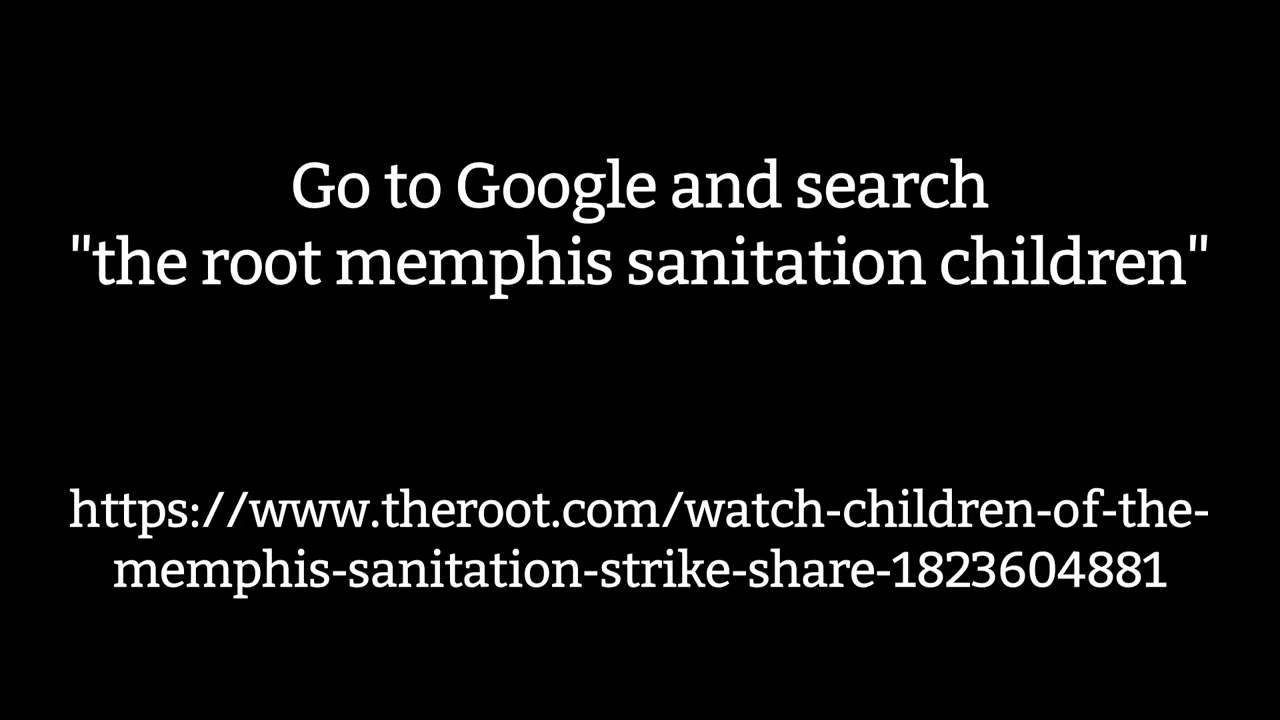 Go to Google and search
"the root memphis sanitation children"
https://www.theroot.com/watch-children-of-the-
memphis-sanitation-strike-share-1823604881